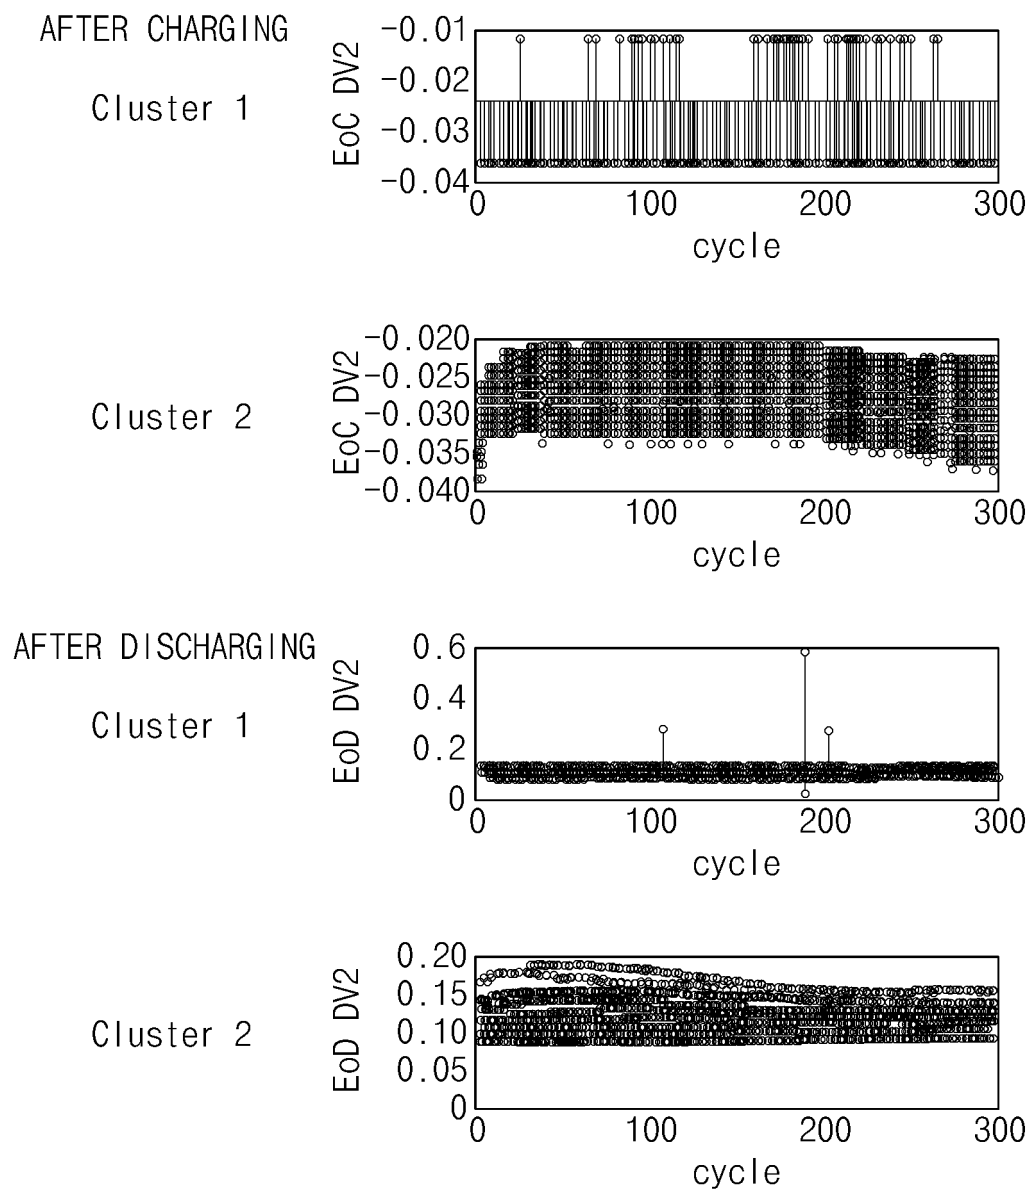 AFTER CHARGING
Cluster 1
EoC DV2
-0.01
-0.02
-0.03
-0.04
0 100 200 300
cycle
Cluster 2
EoC DV2
-0.020
-0.025
-0.030
-0.035
-0.040
0 100 200 300
cycle
AFTER DISCHARGING
Cluster 1
EoD DV2
0.6
0.4
0.2
0
0 100 200 300
cycle
Cluster 2
EoD DV2
0.20
0.15
0.10
0.05
0
0 100 200 300
cycle